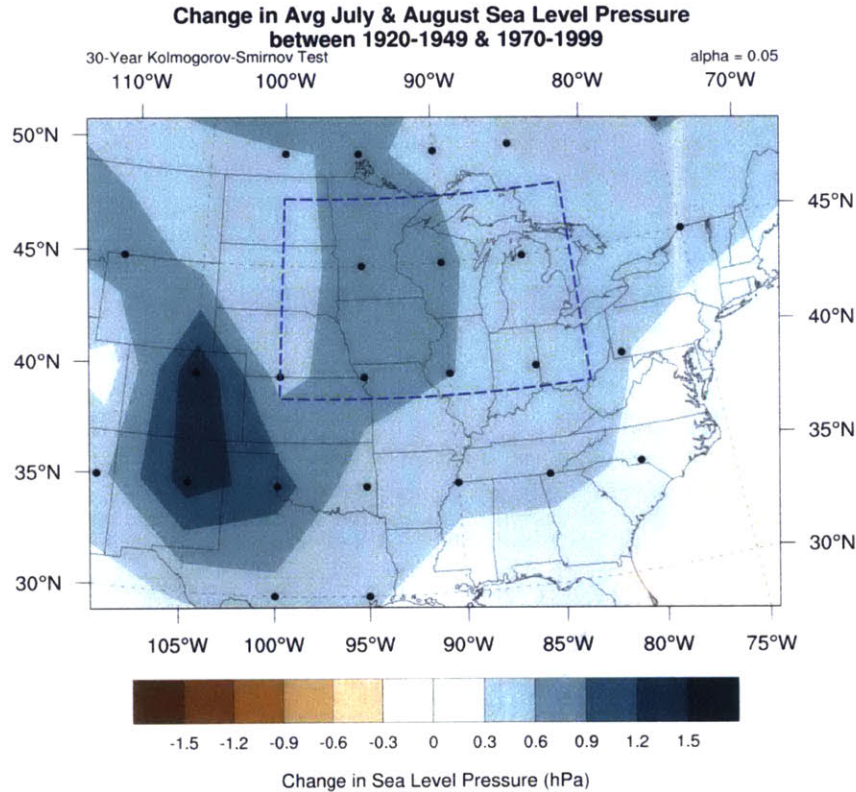 Change in Avg July & August Sea Level Pressure
between 1920-1949 & 1970-1999
30-Year Kolmogorov-Smirnov Test
alpha = 0.05
110°W 100°W 90°W 80°W 70°W
50°N
45°N
45°N
40°N
40°N
35°N
35°N
30°N
30°N
105°W 100°W 95°W 90°W 85°W 80°W 75°W
-1.5 -1.2 -0.9 -0.6 -0.3 0 0.3 0.6 0.9 1.2 1.5
Change in Sea Level Pressure (hPa)